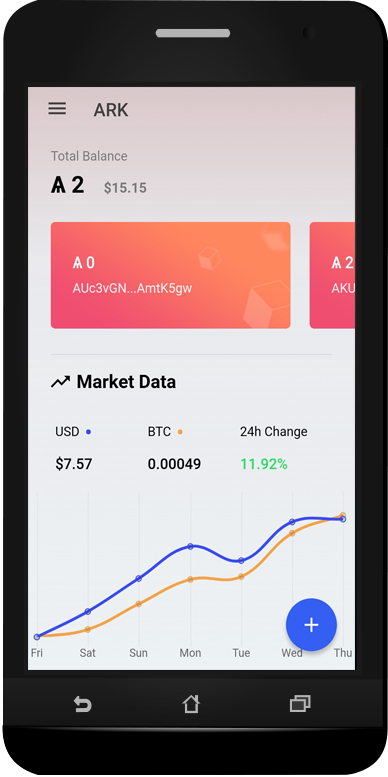 ARK
Total Balance
Ѧ 2 $15.15
Ѧ 0 Ѧ 2
AUc3vGN...AmtK5gw AKU
Market Data
USD BTC 24h Change
$7.57 0.00049 11.92%
Fri Sat Sun Mon Tue Wed Thu